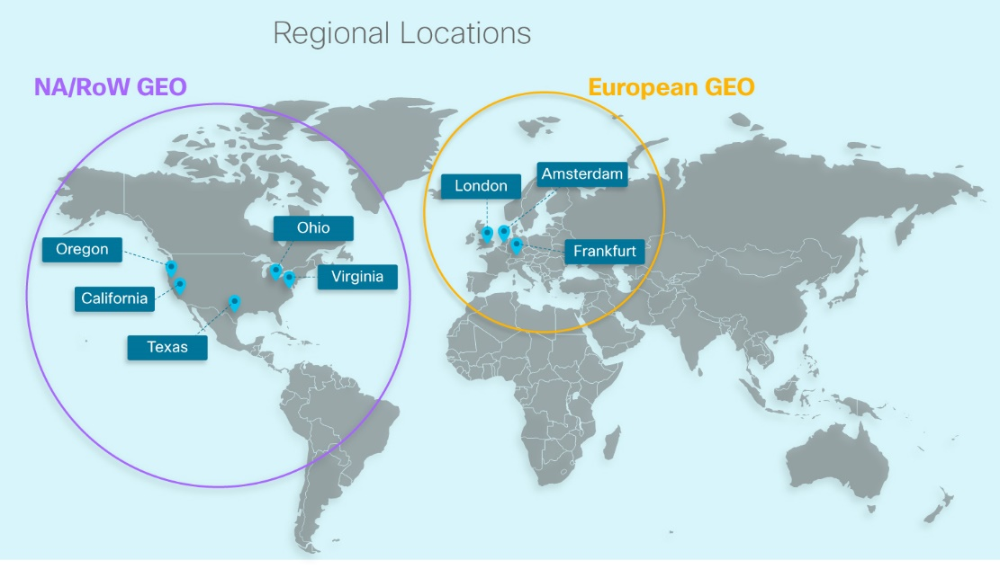 Regional Locations
NA/RoW GEO
European GEO
Oregon
California
Texas
Ohio
Virginia
London
Amsterdam
Frankfurt